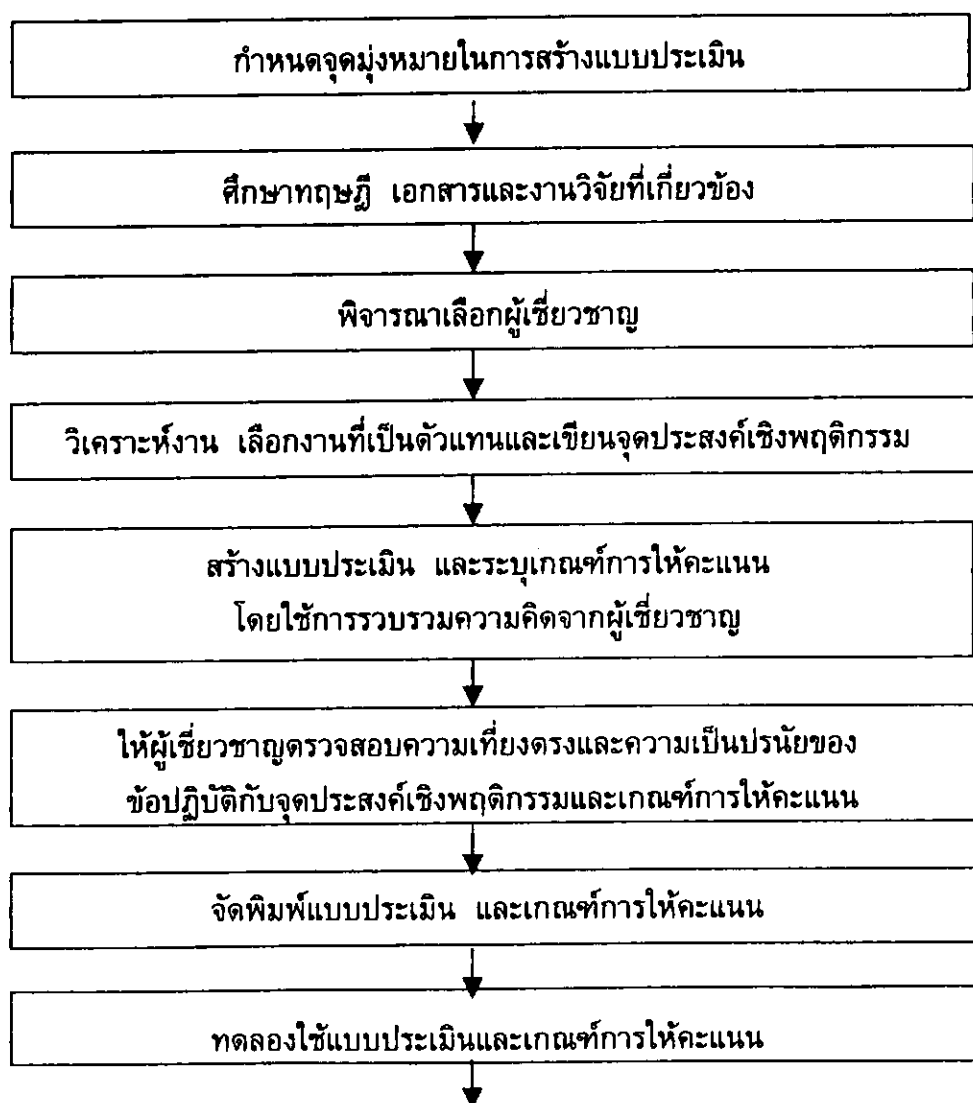 กำหนดจุดมุ่งหมายในการสร้างแบบประเมิน
ศึกษาทฤษฎี เอกสารและงานวิจัยที่เกี่ยวข้อง
พิจารณาเลือกผู้เชี่ยวชาญ
วิเคราะห์งาน เลือกงานที่เป็นตัวแทนและเขียนจุดประสงค์เชิงพฤติกรรม
สร้างแบบประเมิน และระบุเกณฑ์การให้คะแนน
โดยใช้การรวบรวมความคิดจากผู้เชี่ยวชาญ
ให้ผู้เชี่ยวชาญตรวจสอบความเที่ยงตรงและความเป็นปรนัยของ
ข้อปฏิบัติกับจุดประสงค์เชิงพฤติกรรมและเกณฑ์การให้คะแนน
จัดพิมพ์แบบประเมิน และเกณฑ์การให้คะแนน
ทดลองใช้แบบประเมินและเกณฑ์การให้คะแนน